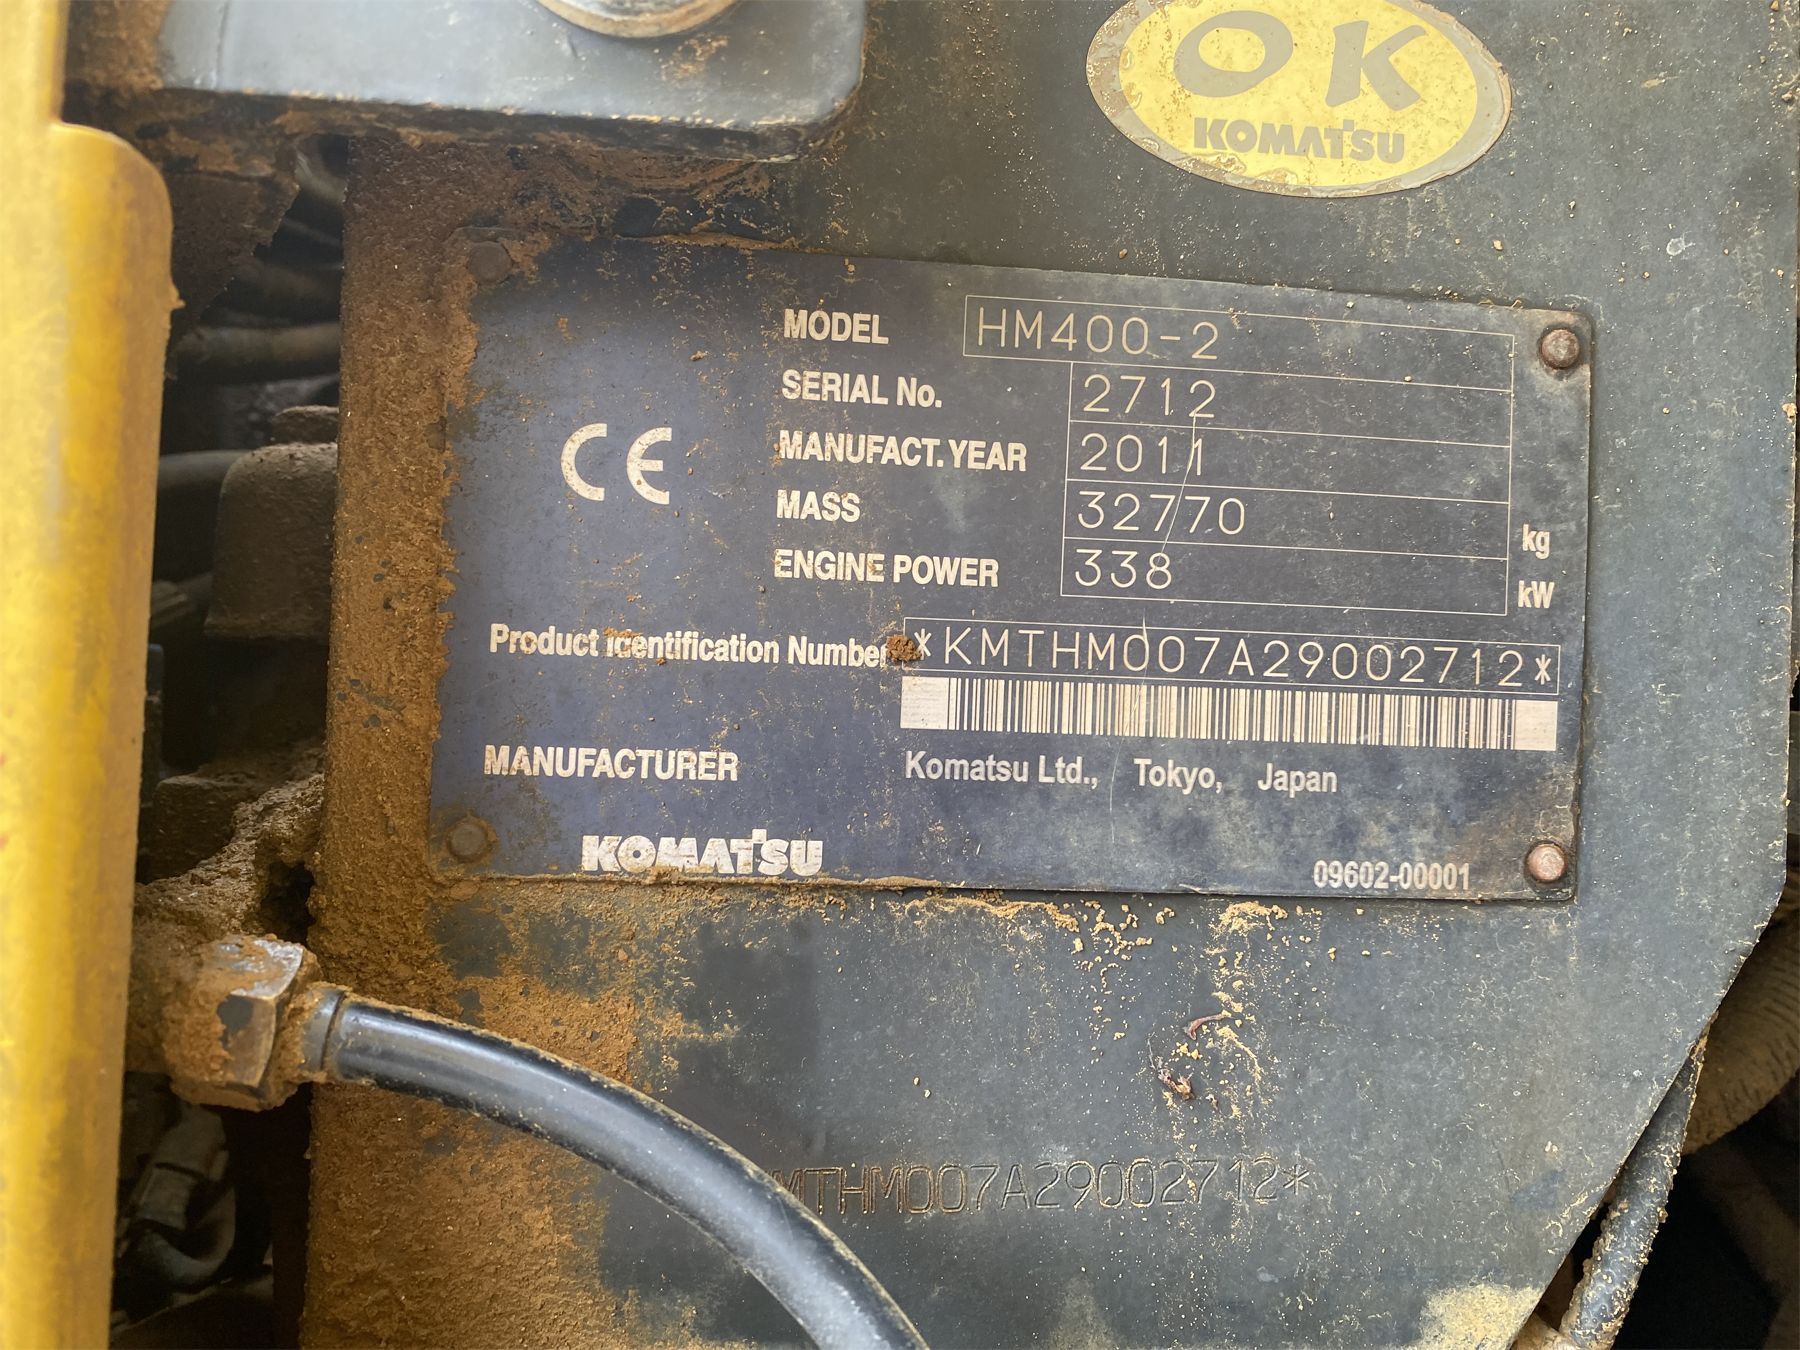 OK
KOMATSU
MODEL HM400-2
SERIAL No. 2712
MANUFACT. YEAR 2011
MASS 32770 kg
ENGINE POWER 338 kW
CE
Product Identification Number *KMTHM007A29002712*
MANUFACTURER Komatsu Ltd., Tokyo, Japan
KOMATSU
09602-00001
MTHM007A29002712*